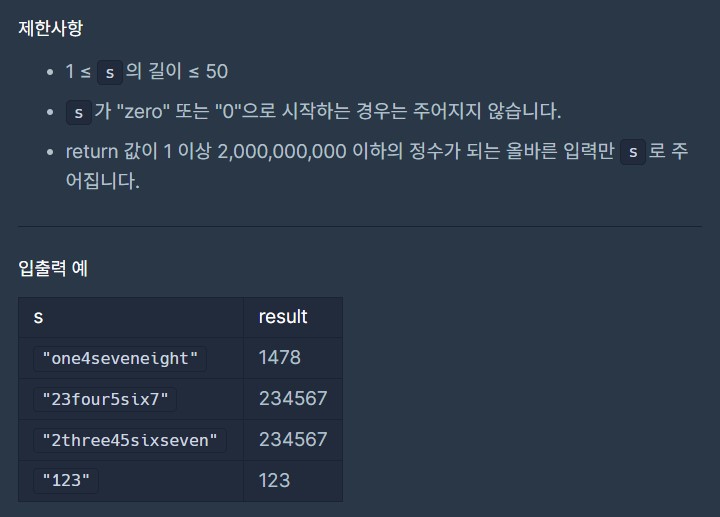 제한사항
1 ≤ s 의 길이 ≤ 50
s 가 "zero" 또는 "0"으로 시작하는 경우는 주어지지 않습니다.
return 값이 1 이상 2,000,000,000 이하의 정수가 되는 올바른 입력만 s 로 주
어집니다.
입출력 예
s result
"one4seveneight" 1478
"23four5six7" 234567
"2three45sixseven" 234567
"123" 123